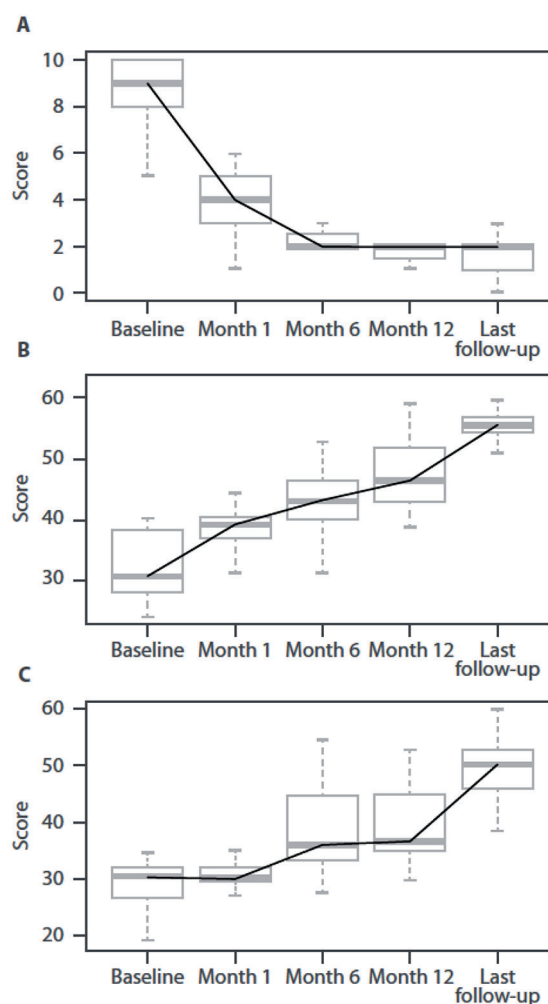 A
10
8
6
4
2
0
Score
Baseline Month 1 Month 6 Month 12 Last
follow-up
B
60
50
40
30
Score
Baseline Month 1 Month 6 Month 12 Last
follow-up
C
60
50
40
30
20
Score
Baseline Month 1 Month 6 Month 12 Last
follow-up